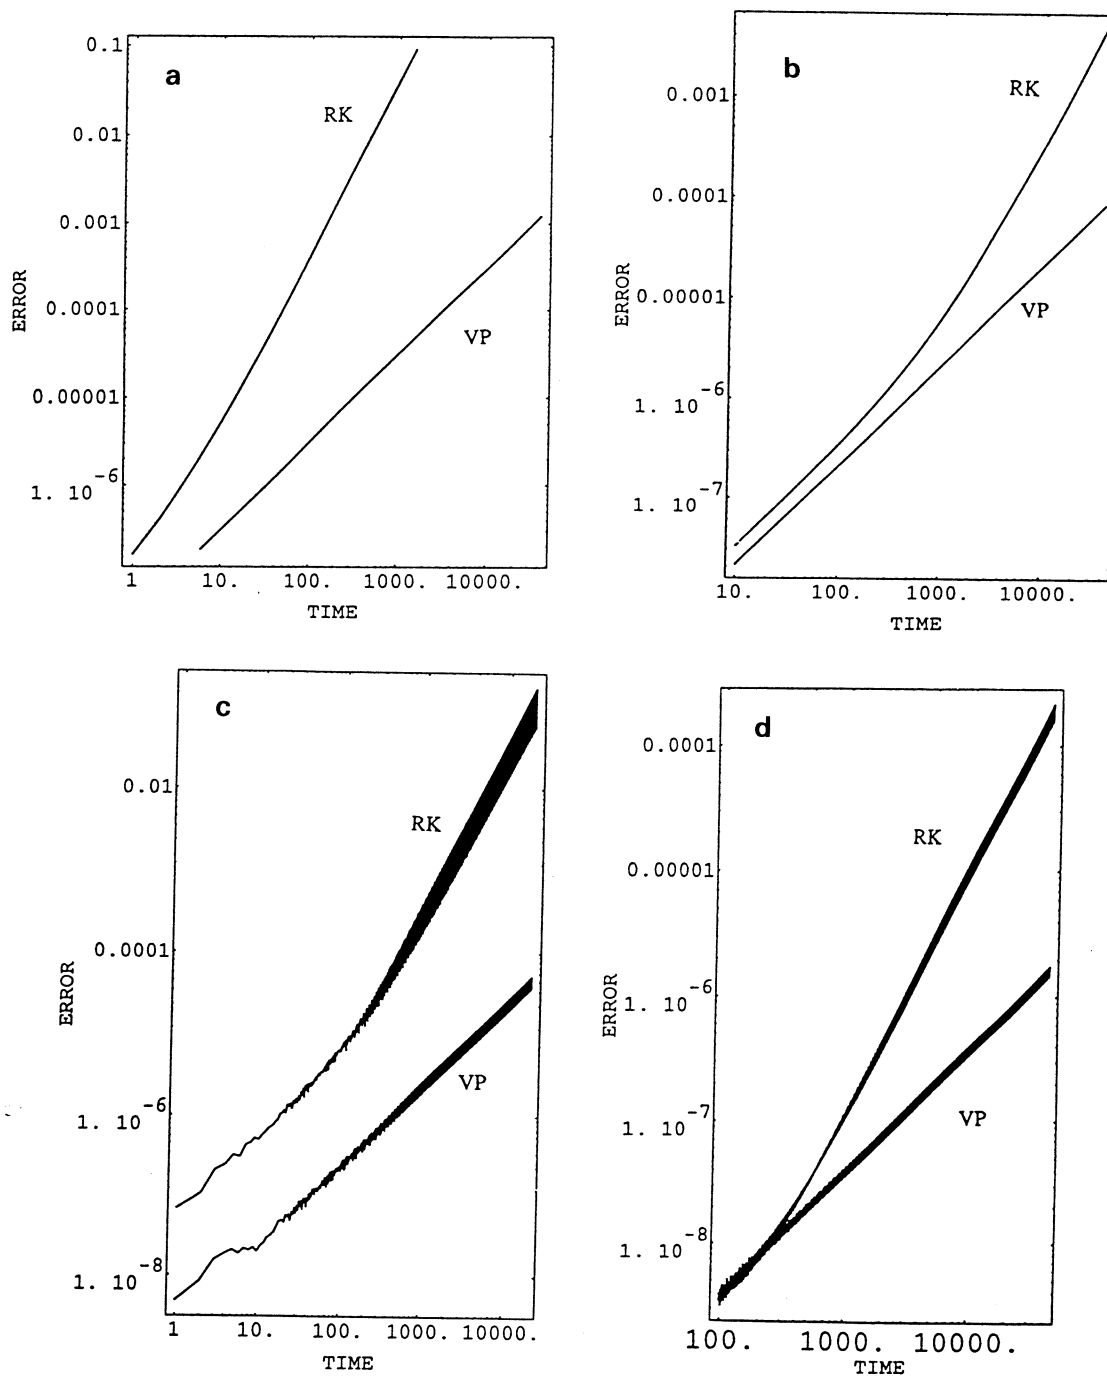 a
0.1
0.01
0.001
0.0001
0.00001
1. 10-6
ERROR
RK
VP
1 10. 100. 1000. 10000.
TIME
b
0.001
0.0001
0.00001
1. 10-6
1. 10-7
ERROR
RK
VP
10. 100. 1000. 10000.
TIME
c
0.01
0.0001
1. 10-6
1. 10-8
ERROR
RK
VP
1 10. 100. 1000. 10000.
TIME
d
0.0001
0.00001
1. 10-6
1. 10-7
1. 10-8
ERROR
RK
VP
100. 1000. 10000.
TIME